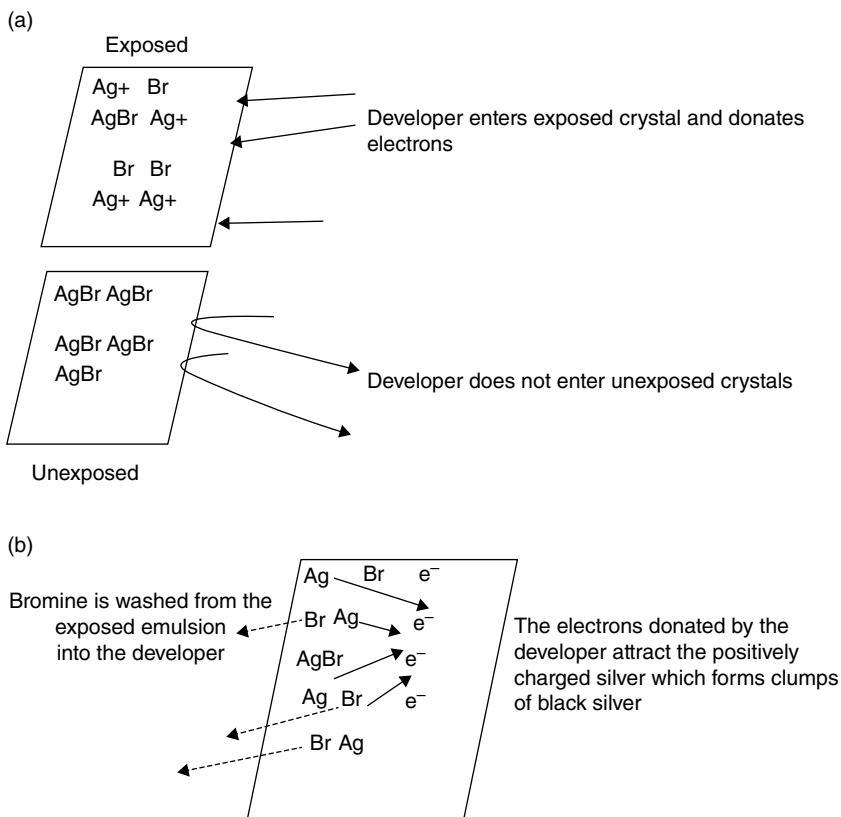 (a)
Exposed
Ag+ Br
AgBr Ag+
Br Br
Ag+ Ag+
Developer enters exposed crystal and donates
electrons
AgBr AgBr
AgBr AgBr
AgBr
Developer does not enter unexposed crystals
Unexposed
(b)
Bromine is washed from the
exposed emulsion
into the developer
Ag Br e⁻
Br Ag e⁻
AgBr e⁻
Ag Br e⁻
Br Ag
The electrons donated by the
developer attract the positively
charged silver which forms clumps
of black silver